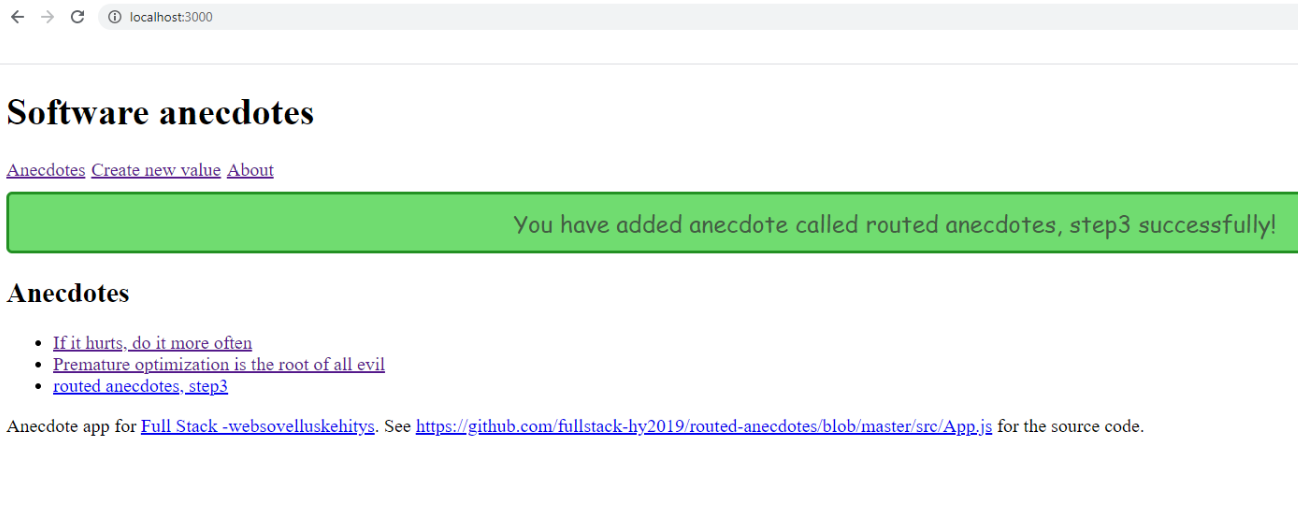 localhost:3000
Software anecdotes
Anecdotes Create new value About
You have added anecdote called routed anecdotes, step3 successfully!
Anecdotes
If it hurts, do it more often
Premature optimization is the root of all evil
routed anecdotes, step3
Anecdote app for Full Stack -websovelluskehitys. See https://github.com/fullstack-hy2019/routed-anecdotes/blob/master/src/App.js for the source code.